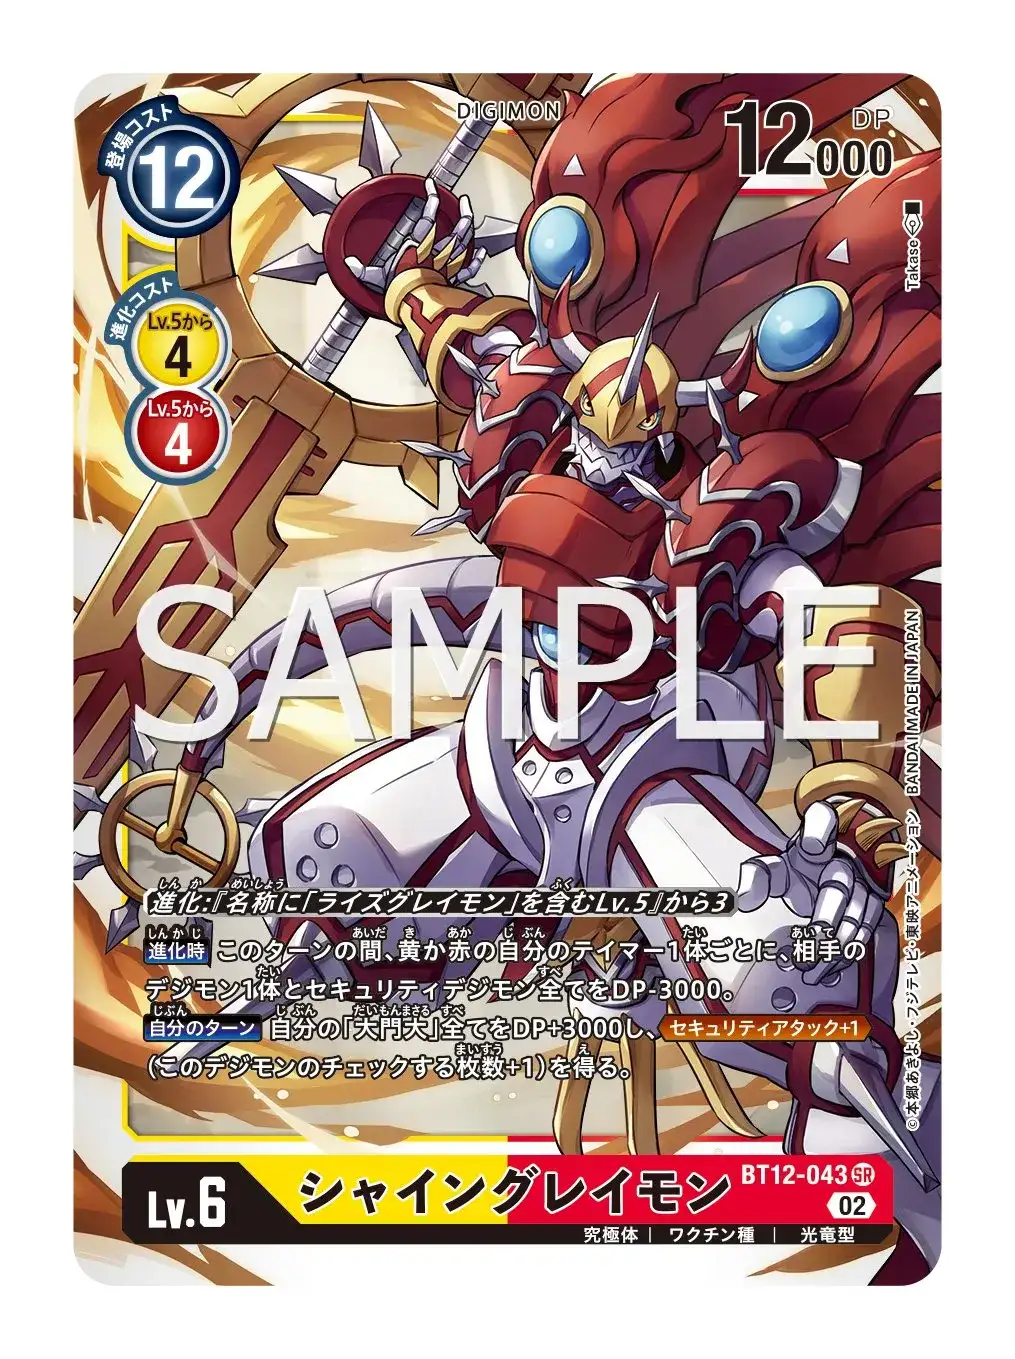 DIGIMON
登場コスト
12
12000
DP
進化コスト
Lv.5から
4
Lv.5から
4
Takase
SAMPLE
進化:『名称に「ライズグレイモン」を含むLv.5』から3
進化時 このターンの間、黄か赤の自分のテイマー1体ごとに、相手の
デジモン1体とセキュリティデジモン全てをDP-3000。
自分のターン 自分の「大門大」全てをDP+3000し、セキュリティアタック+1
(このデジモンのチェックする枚数+1)を得る。
©本郷あきよし・フジテレビ・東映アニメーション BANDAI MADE IN JAPAN
Lv.6
シャイングレイモン
BT12-043 SR
02
究極体 | ワクチン種 | 光竜型